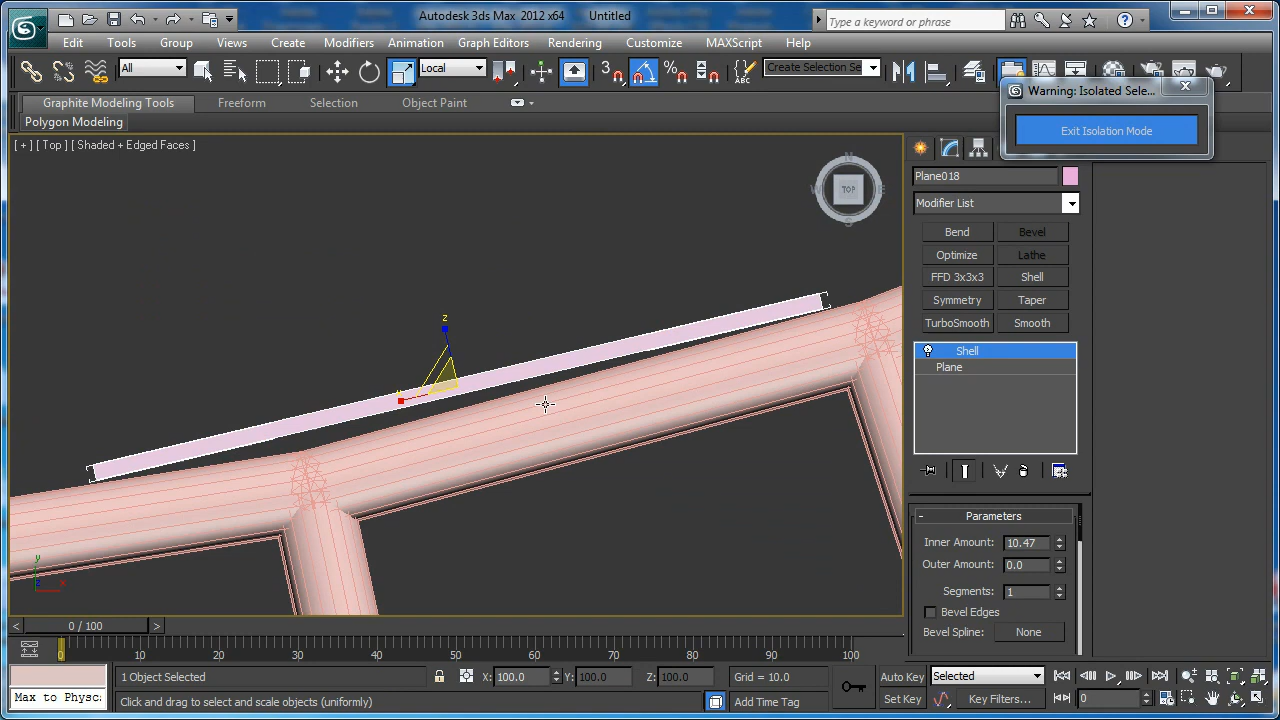 Autodesk 3ds Max 2012 x64 Untitled
Type a keyword or phrase
Edit Tools Group Views Create Modifiers Animation Graph Editors Rendering Customize MAXScript Help
All
Local
3
Create Selection Se
Graphite Modeling Tools Freeform Selection Object Paint
Polygon Modeling
Warning: Isolated Sele...
Exit Isolation Mode
[ + ] [ Top ] [ Shaded + Edged Faces ]
N
W TOP E
S
Plane018
Modifier List
Bend Bevel
Optimize Lathe
FFD 3x3x3 Shell
Symmetry Taper
TurboSmooth Smooth
Shell
Plane
z
- Parameters
Inner Amount: 10.47
Outer Amount: 0.0
Segments: 1
Bevel Edges
Bevel Spline: None
y
z x
< 0 / 100 >
0 10 20 30 40 50 60 70 80 90 100
1 Object Selected X: 100.0 Y: 100.0 Z: 100.0 Grid = 10.0 Auto Key Selected
Max to Physc Click and drag to select and scale objects (uniformly) Add Time Tag Set Key Key Filters... 0